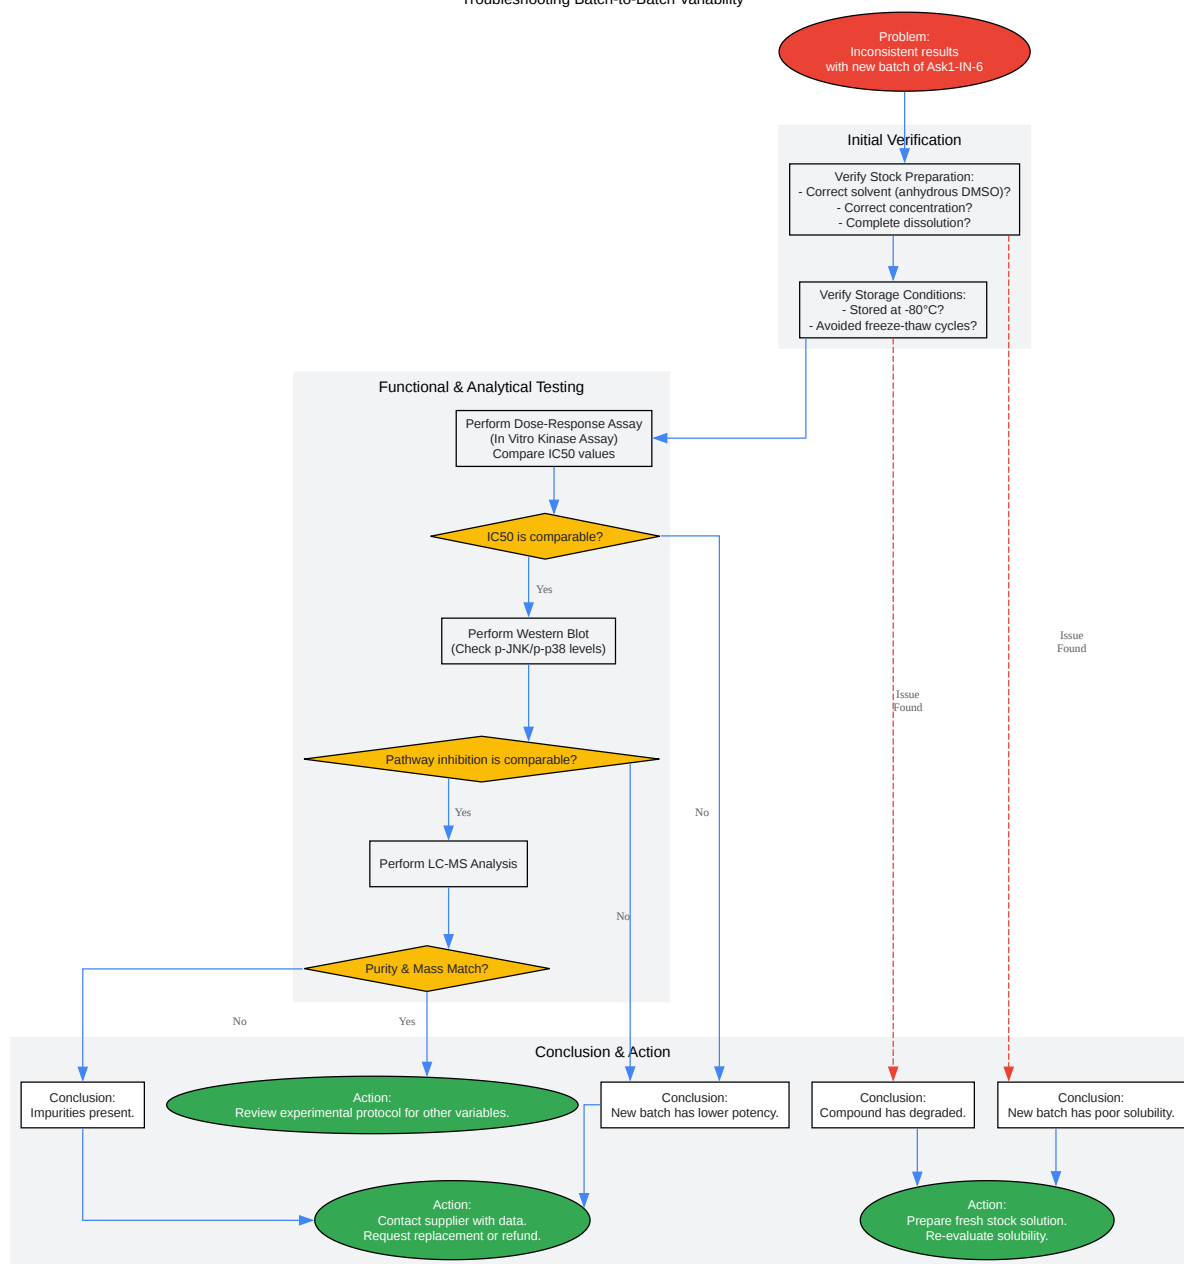 Troubleshooting Batch-to-Batch Variability
Problem:
Inconsistent results
with new batch of Ask1-IN-6
Initial Verification
Verify Stock Preparation:
- Correct solvent (anhydrous DMSO)?
- Correct concentration?
- Complete dissolution?
Verify Storage Conditions:
- Stored at -80°C?
- Avoided freeze-thaw cycles?
Functional & Analytical Testing
Perform Dose-Response Assay
(In Vitro Kinase Assay)
Compare IC50 values
IC50 is comparable?
Yes
Perform Western Blot
(Check p-JNK/p-p38 levels)
Issue
Found
Issue
Found
Pathway inhibition is comparable?
Yes
No
Perform LC-MS Analysis
No
Purity & Mass Match?
No
Yes
Conclusion & Action
Conclusion:
Impurities present.
Action:
Review experimental protocol for other variables.
Conclusion:
New batch has lower potency.
Conclusion:
Compound has degraded.
Conclusion:
New batch has poor solubility.
Action:
Contact supplier with data.
Request replacement or refund.
Action:
Prepare fresh stock solution.
Re-evaluate solubility.